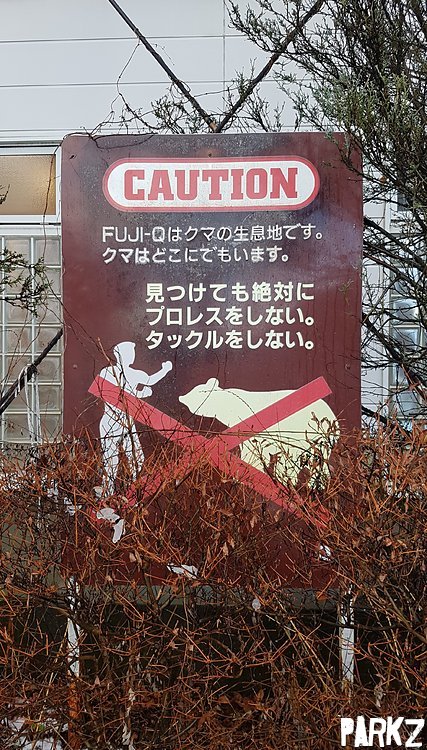 CAUTION
FUJI-Qはクマの生息地です。
クマはどこにでもいます。
見つけても絶対に
プロレスをしない。
タックルをしない。
PARKZ